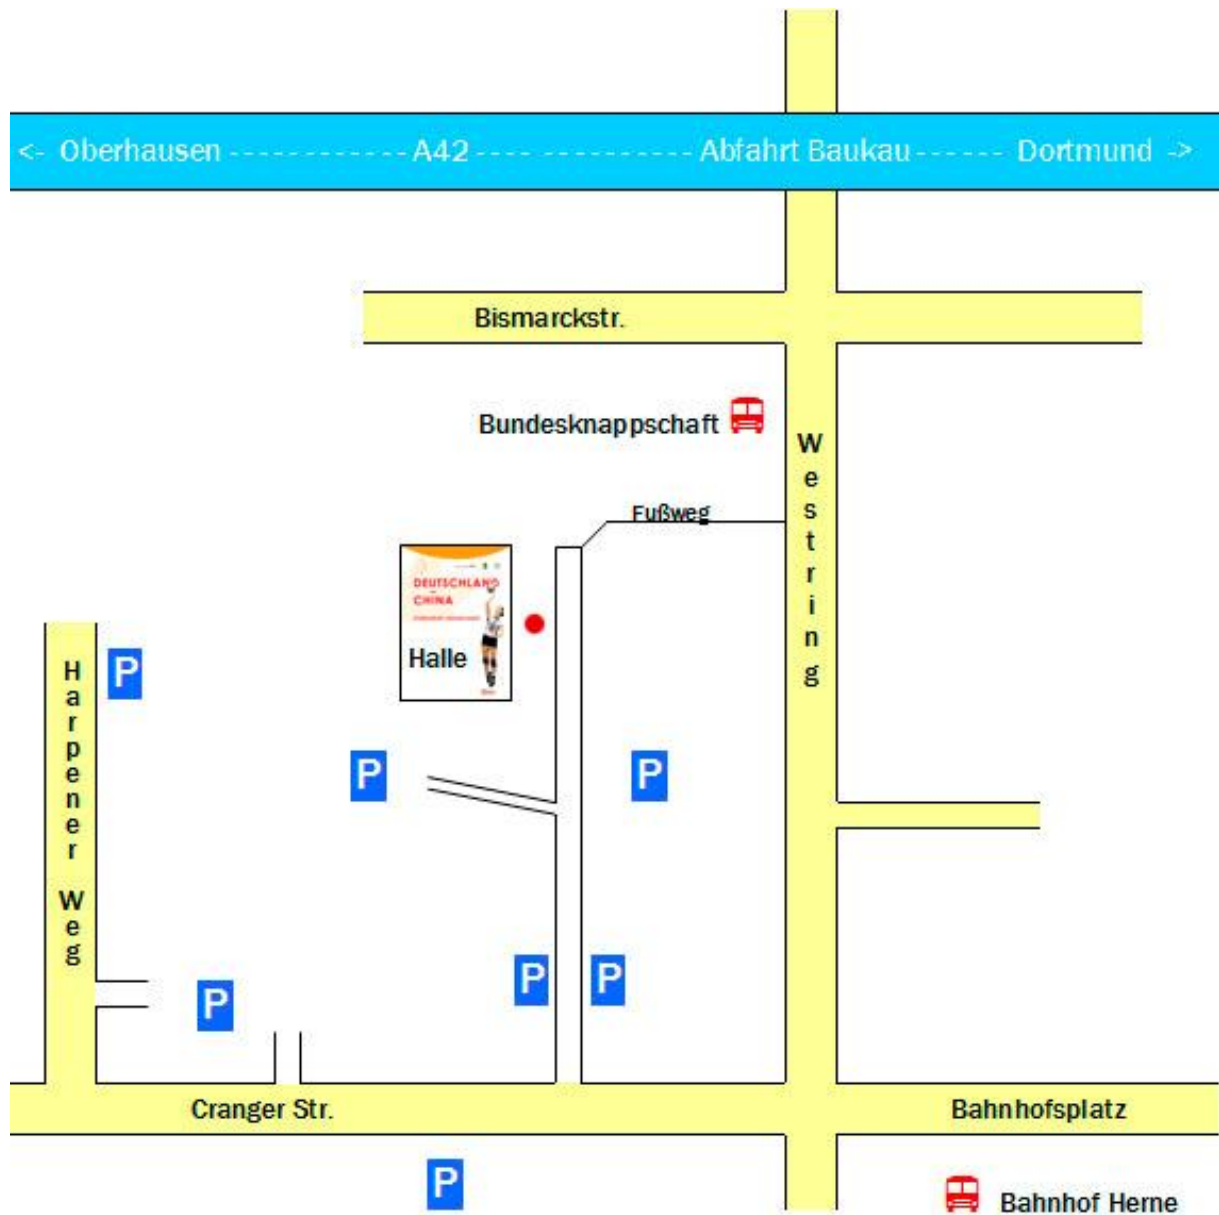 <- Oberhausen ------------ A42 ---- ----------- Abfahrt Baukau ------ Dortmund ->
Bismarckstr.
Bundesknappschaft
Fußweg
Westring
DEUTSCHLAND
CHINA
Halle
Harpener Weg
P
P
P
P
P
P
Cranger Str.
Bahnhofsplatz
P
Bahnhof Herne